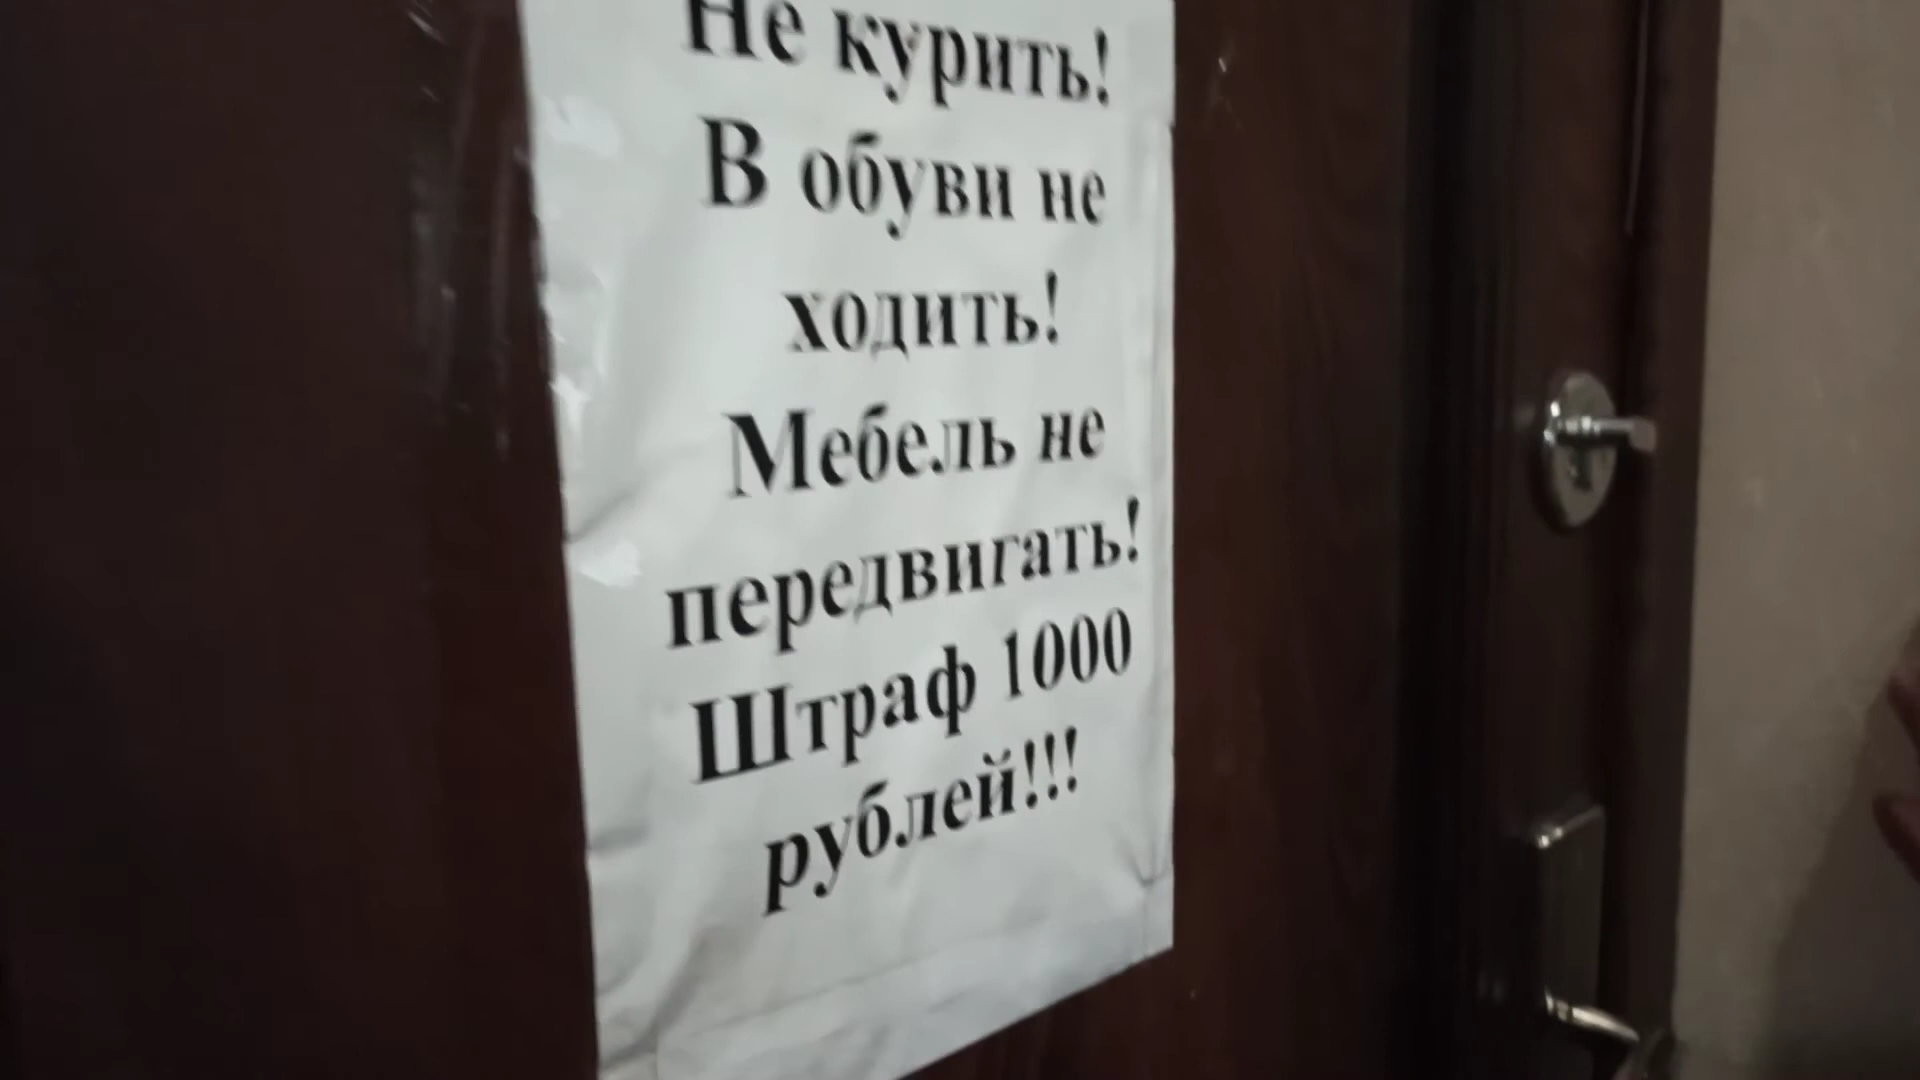 Не курить!
В обуви не
ходить!
Мебель не
передвигать!
Штраф 1000
рублей!!!